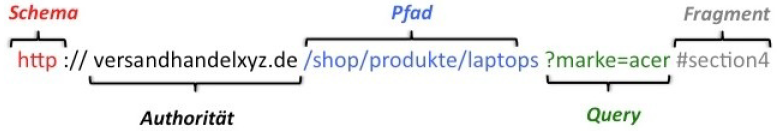 Schema Pfad Fragment
http :// versandhandelxyz.de /shop/produkte/laptops ?marke=acer #section4
Authorität Query